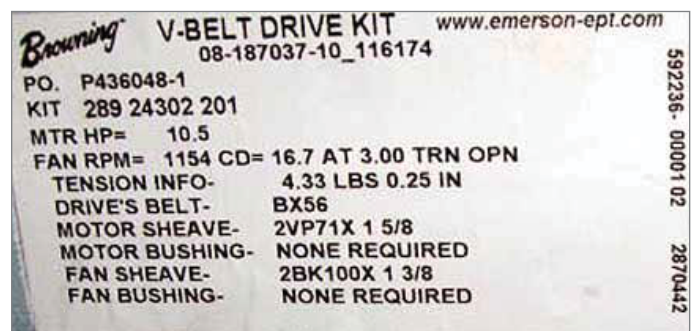 Browning V-BELT DRIVE KIT www.emerson-ept.com
08-187037-10_116174
PO. P436048-1
KIT 289 24302 201
MTR HP= 10.5
FAN RPM= 1154 CD= 16.7 AT 3.00 TRN OPN
TENSION INFO- 4.33 LBS 0.25 IN
DRIVE'S BELT- BX56
MOTOR SHEAVE- 2VP71X 1 5/8
MOTOR BUSHING- NONE REQUIRED
FAN SHEAVE- 2BK100X 1 3/8
FAN BUSHING- NONE REQUIRED
592236- 00001 02 2870442